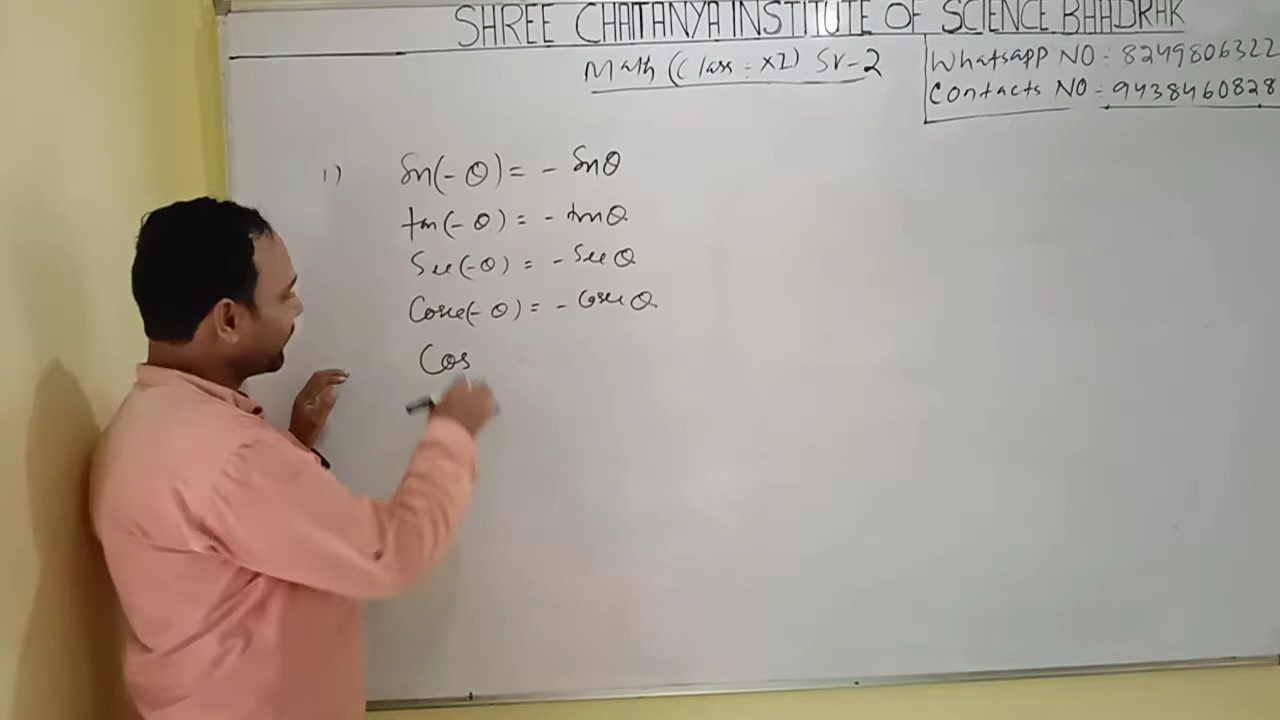 SHREE CHAITANYA INSTITUTE OF SCIENCE BHADRAK
Math (Class : XI) Sr-2
Whatsapp NO : 8249806322
Contacts NO : 9438460828
1) Sin(-θ) = - Sinθ
tan(-θ) = - tanθ
Sec(-θ) = - Secθ
Cosec(-θ) = - Cosecθ
Cos